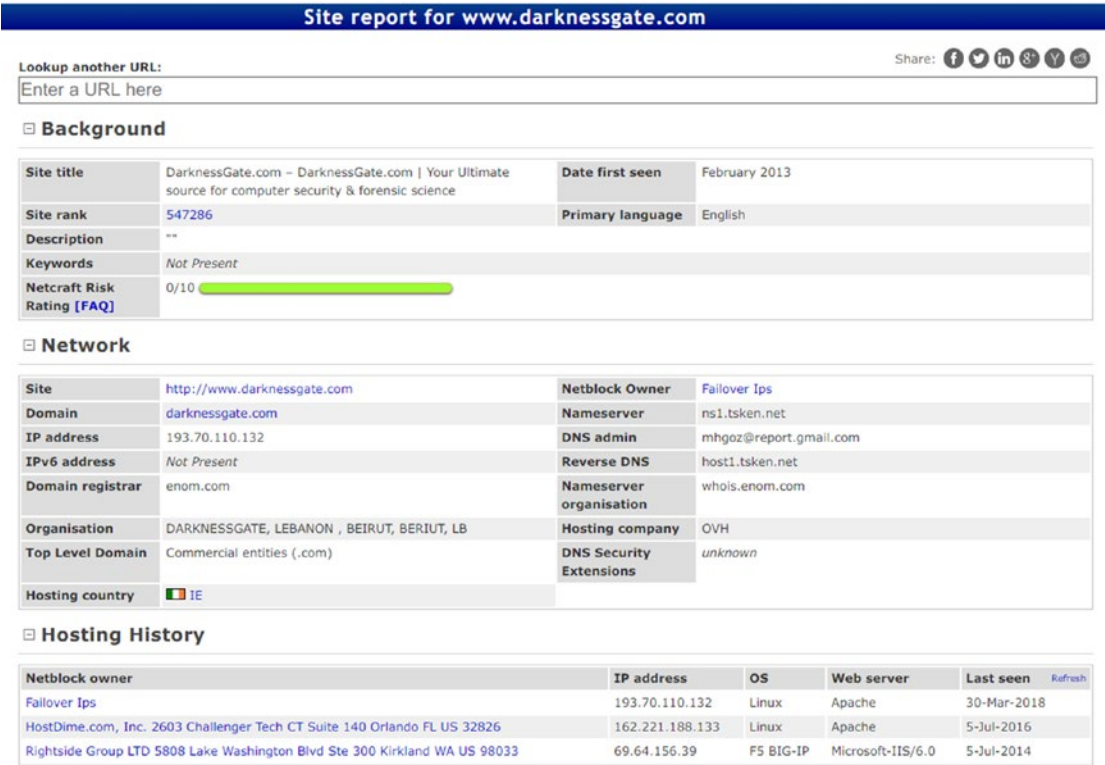 Site report for www.darknessgate.com
Share:
Lookup another URL:
Enter a URL here
Background
Site title DarknessGate.com – DarknessGate.com | Your Ultimate source for computer security & forensic science Date first seen February 2013
Site rank 547286 Primary language English
Description ""
Keywords Not Present
Netcraft Risk Rating [FAQ] 0/10
Network
Site http://www.darknessgate.com Netblock Owner Failover Ips
Domain darknessgate.com Nameserver ns1.tsken.net
IP address 193.70.110.132 DNS admin mhgoz@report.gmail.com
IPv6 address Not Present Reverse DNS host1.tsken.net
Domain registrar enom.com Nameserver organisation whois.enom.com
Organisation DARKNESSGATE, LEBANON , BEIRUT, BERIUT, LB Hosting company OVH
Top Level Domain Commercial entities (.com) DNS Security Extensions unknown
Hosting country IE
Hosting History
Netblock owner IP address OS Web server Last seen Refresh
Failover Ips 193.70.110.132 Linux Apache 30-Mar-2018
HostDime.com, Inc. 2603 Challenger Tech CT Suite 140 Orlando FL US 32826 162.221.188.133 Linux Apache 5-Jul-2016
Rightside Group LTD 5808 Lake Washington Blvd Ste 300 Kirkland WA US 98033 69.64.156.39 F5 BIG-IP Microsoft-IIS/6.0 5-Jul-2014